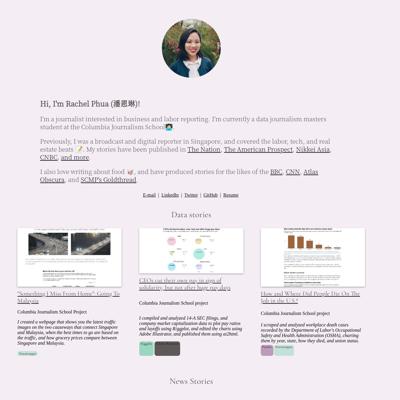 Hi, I'm Rachel Phua (潘恩琳)!
I'm a journalist interested in business and labor reporting. I'm currently a data journalism masters
student at the Columbia Journalism School
Previously, I was a broadcast and digital reporter in Singapore, and covered the labor, tech, and real
estate beats. My stories have been published in The Nation, The American Prospect, Nikkei Asia,
CNBC, and more.
I also love writing about food, and have produced stories for the likes of the BBC, CNN, Atlas
Obscura, and SCMP's Goldthread.
E-mail | LinkedIn | Twitter | GitHub | Resume
Data stories
"Something I Miss From Home": Going To
Malaysia
Columbia Journalism School project
I created a webpage that shows you the latest traffic
images on the two causeways that connect Singapore
and Malaysia, when the best times to go are based on
the traffic, and how grocery prices compare between
Singapore and Malaysia.
CEOs cut their own pay in sign of
solidarity, but not after huge pay days
Columbia Journalism School project
I compiled and analyzed 14-A SEC filings, and
company market capitalization data to plot pay ratios
and layoffs using R/ggplot, and edited the charts using
Adobe Illustrator, and published them using ai2html.
How and Where Did People Die On The
Job in the U.S?
Columbia Journalism School project
I scraped and analyzed workplace death cases
recorded by the Department of Labor's Occupational
Safety and Health Administration (OSHA), charting
them by state, how they happened, age, union status.
News Stories